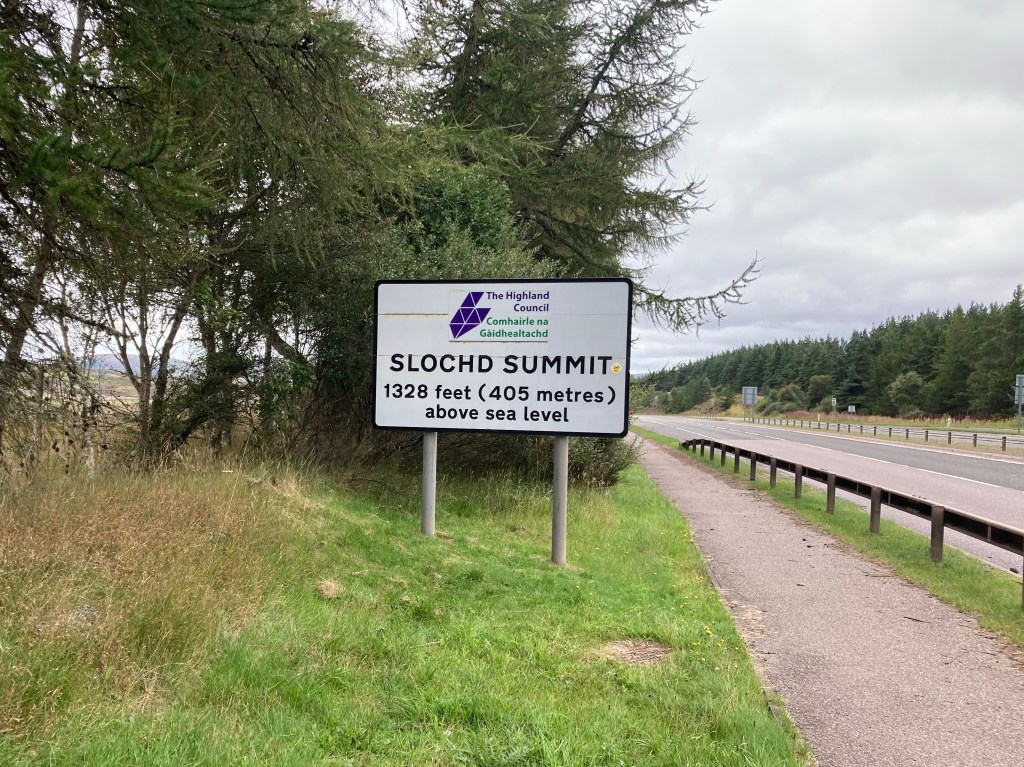 The Highland
Council
Comhairle na
Gàidhealtachd
SLOCHD SUMMIT
1328 feet (405 metres)
above sea level